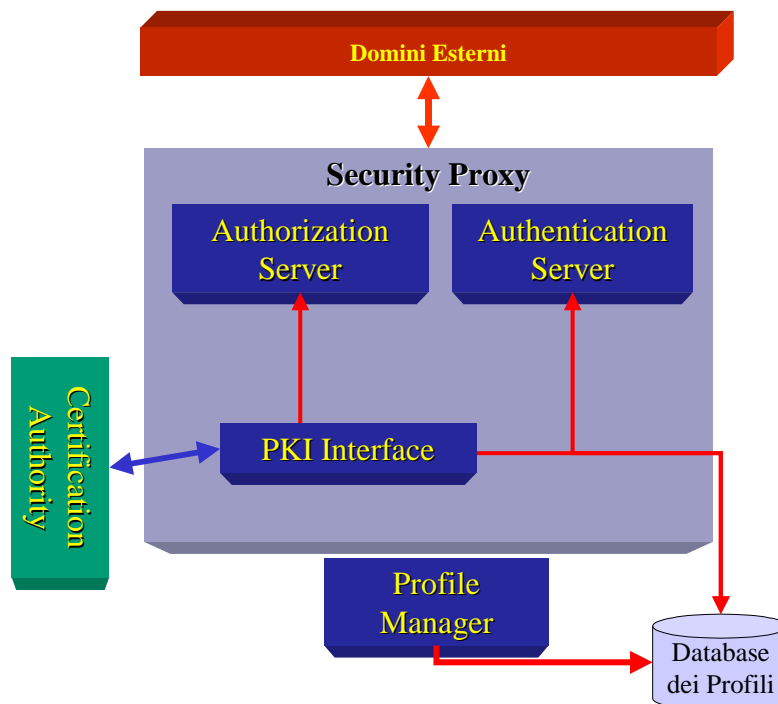 Domini Esterni
Security Proxy
Authorization
Server
Authentication
Server
Certification
Authority
PKI Interface
Profile
Manager
Database
dei Profili